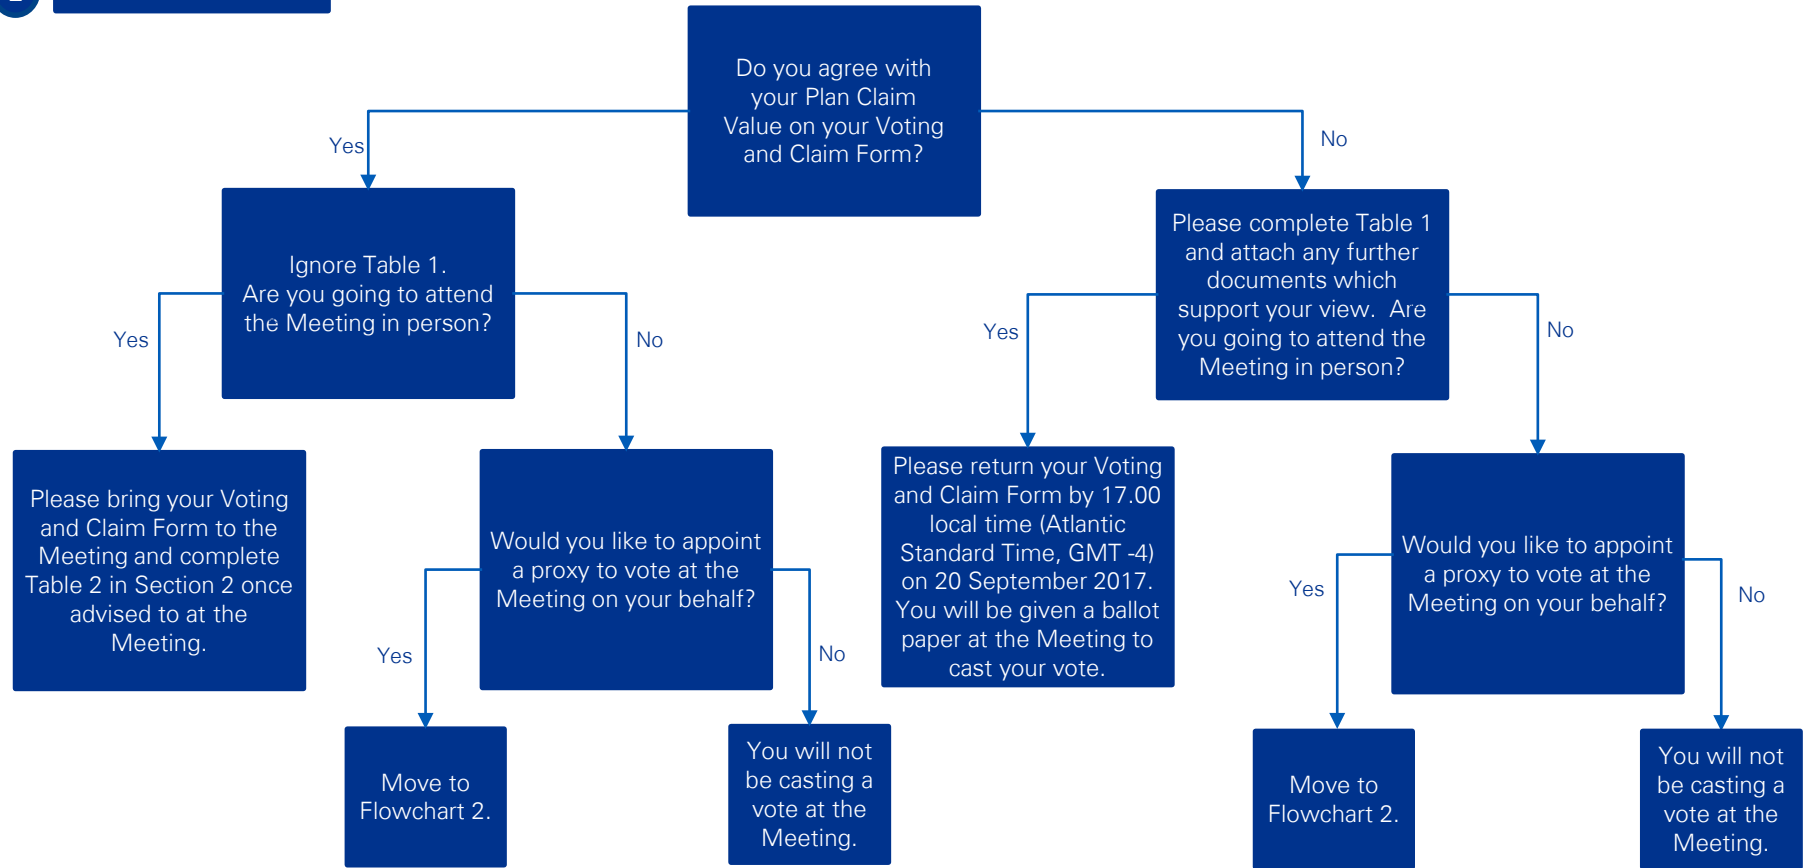 Do you agree with
your Plan Claim
Value on your Voting
and Claim Form?
Yes
No
Ignore Table 1.
Are you going to attend
the Meeting in person?
Please complete Table 1
and attach any further
documents which
support your view.  Are
you going to attend the
Meeting in person?
Yes
No
Yes
No
Please bring your Voting
and Claim Form to the
Meeting and complete
Table 2 in Section 2 once
advised to at the
Meeting.
Would you like to appoint
a proxy to vote at the
Meeting on your behalf?
Please return your Voting
and Claim Form by 17.00
local time (Atlantic
Standard Time, GMT -4)
on 20 September 2017.
You will be given a ballot
paper at the Meeting to
cast your vote.
Would you like to appoint
a proxy to vote at the
Meeting on your behalf?
Yes
No
Yes
No
Move to
Flowchart 2.
You will not
be casting a
vote at the
Meeting.
Move to
Flowchart 2.
You will not
be casting a
vote at the
Meeting.